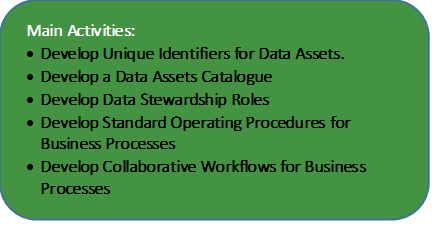 Main Activities:
• Develop Unique Identifiers for Data Assets.
• Develop a Data Assets Catalogue
• Develop Data Stewardship Roles
• Develop Standard Operating Procedures for
Business Processes
• Develop Collaborative Workflows for Business
Processes